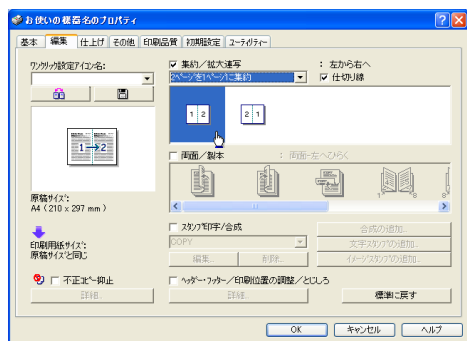 お使いの機器名のプロパティ
基本 編集 仕上げ その他 印刷品質 初期設定 ユーティリティー
ワンクリック設定アイコン名:
集約/拡大連写 : 左から右へ
2ページを1ページに集約 仕切り線
1 2 2 1
1 2
両面/製本 : 両面-左へひらく
原稿サイズ:
A4 ( 210 x 297 mm )
印刷用紙サイズ:
原稿サイズと同じ
スタンプ印字/合成 合成の追加...
COPY 文字スタンプの追加...
編集... 削除... イメージスタンプの追加...
不正コピー抑止 ヘッダー・フッター/印刷位置の調整/とじしろ
詳細... 詳細... 標準に戻す
OK キャンセル ヘルプ